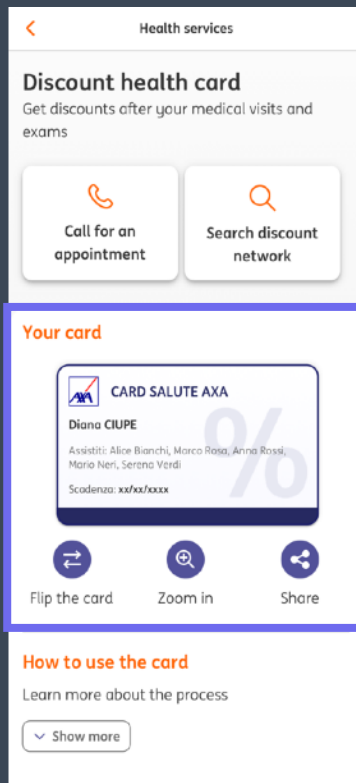 Health services
Discount health card
Get discounts after your medical visits and
exams
Call for an
appointment
Search discount
network
Your card
AXA
CARD SALUTE AXA
%
Diana CIUPE
Assistiti: Alice Bianchi, Marco Rosa, Anna Rossi,
Mario Neri, Serena Verdi
Scadenza: xx/xx/xxxx
Flip the card
Zoom in
Share
How to use the card
Learn more about the process
Show more